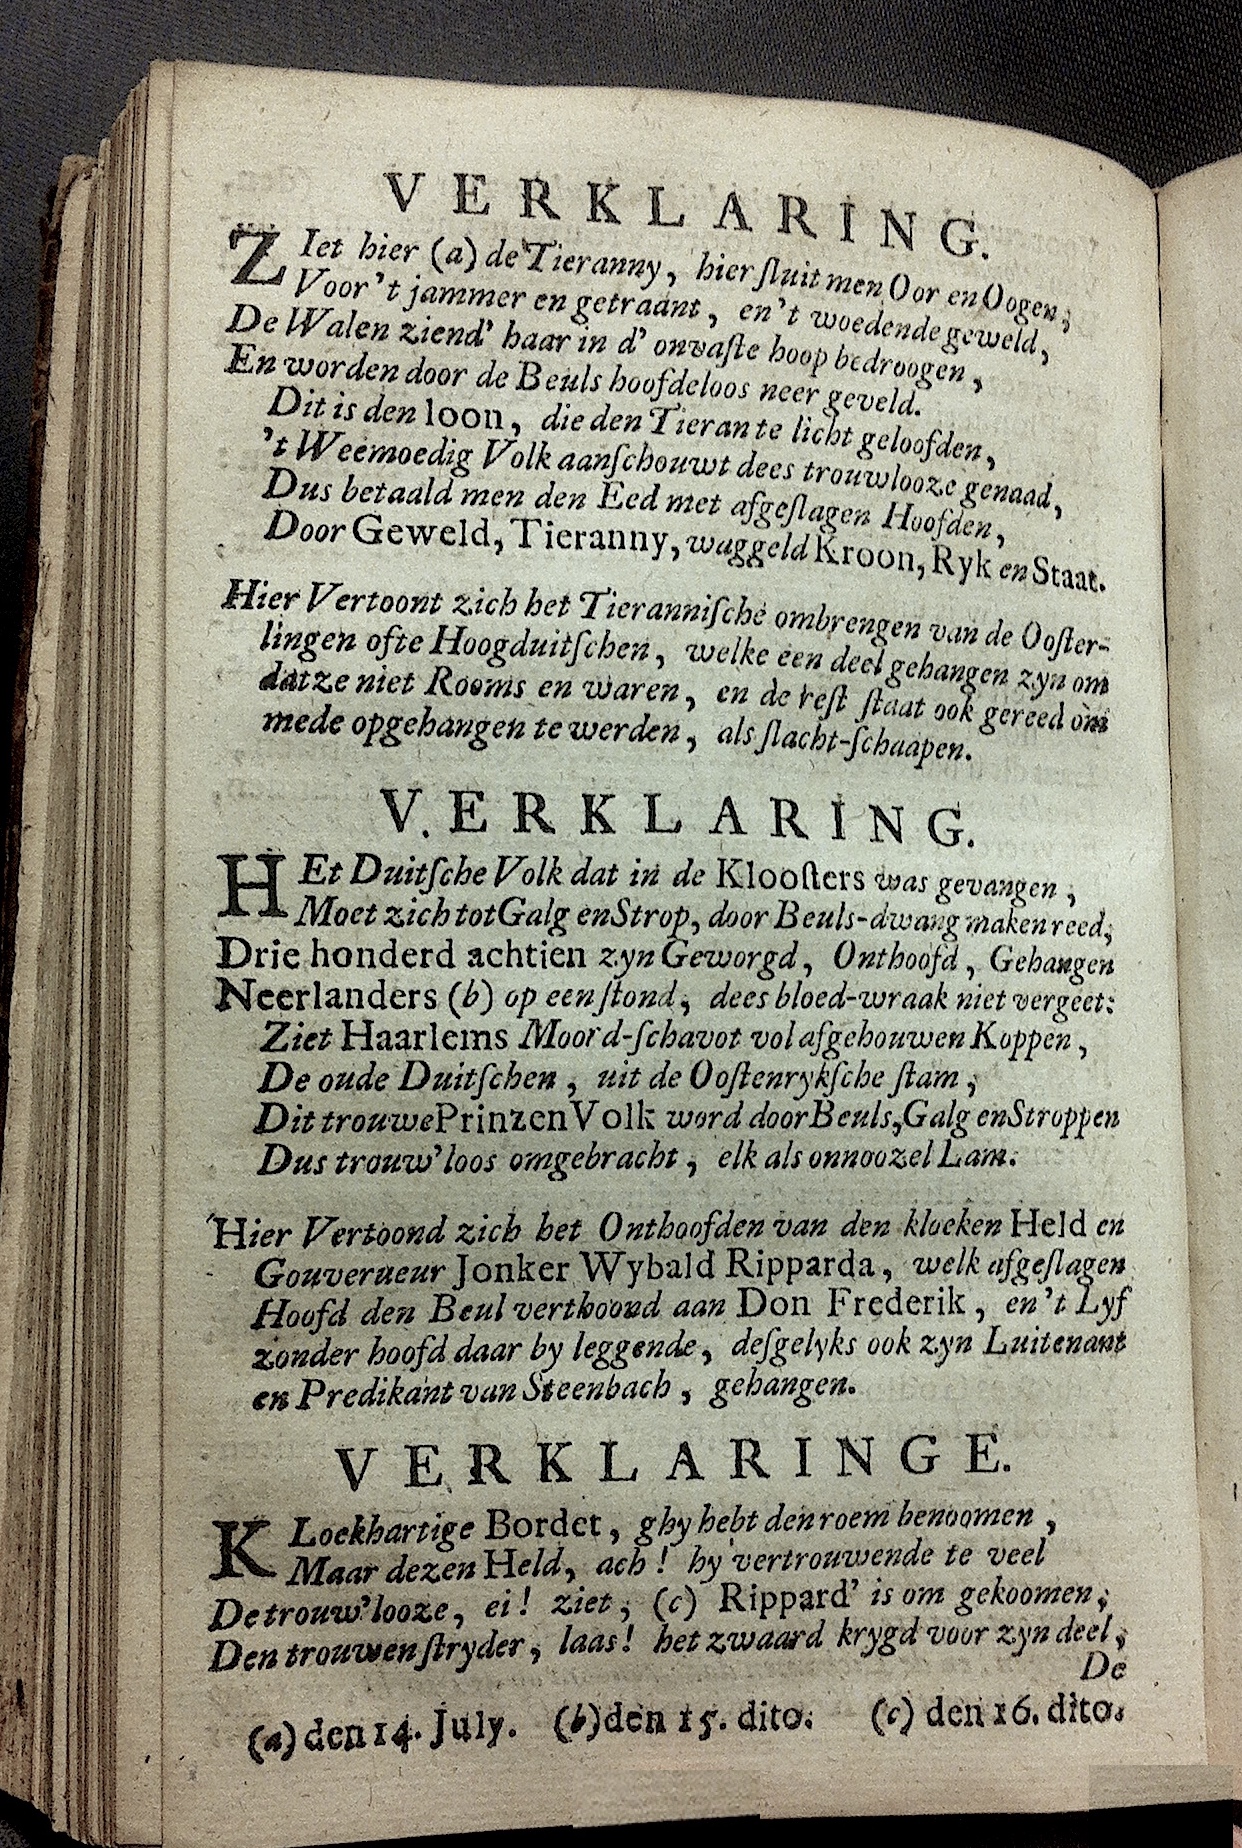 VERKLARING.
ZIet hier (a) de Tieranny, hier ſluit men Oor en Oogen,
Voor 't jammer en getraant, en 't woedende geweld,
De Walen ziend' haar in d' onvaſte hoop bedroogen,
En worden door de Beuls hoofdeloos neer geveld.
Dit is den loon, die den Tierante licht geloofden,
't Weemoedig Volk aanſchouwt dees trouwlooze genaad,
Dus betaald men den Eed met afgeſlagen Hoofden,
Door Geweld, Tieranny, waggeld Kroon, Ryk en Staat.
Hier Vertoont zich het Tieranniſche ombrengen van de Ooſter-
lingen ofte Hoogduitſchen, welke een deel gehangen zyn om
datze niet Rooms en waren, en de reſt ſtaat ook gereed om
mede opgehangen te werden, als ſlacht-ſchaapen.
VERKLARING.
HEt Duitſche Volk dat in de Klooſters was gevangen,
Moet zich tot Galg en Strop, door Beuls-dwang maken reed;
Drie honderd achtien zyn Geworgd, Onthoofd, Gehangen
Neerlanders (b) op een ſtond, dees bloed-wraak niet vergeet:
Ziet Haarlems Moord-ſchavot vol afgehouwen Koppen,
De oude Duitſchen, uit de Ooſtenrykſche ſtam,
Dit trouwe Prinzen Volk word door Beuls, Galg en Stroppen
Dus trouw'loos omgebracht, elk als onnoozel Lam.
Hier Vertoond zich het Onthoofden van den kloeken Held en
Gouverneur Jonker Wybald Ripparda, welk afgeſlagen
Hoofd den Beul verthoond aan Don Frederik, en 't Lyf
zonder hoofd daar by leggende, deſgelyks ook zyn Luitenant
en Predikant van Steenbach, gehangen.
VERKLARINGE.
KLoekhartige Bordet, ghy hebt den roem benoomen,
Maar dezen Held, ach! hy vertrouwende te veel
De trouw'looze, ei! ziet, (c) Rippard' is om gekoomen;
Den trouwen ſtryder, laas! het zwaard krygd voor zyn deel,
De
(a) den 14. July. (b) den 15. dito. (c) den 16. dito.